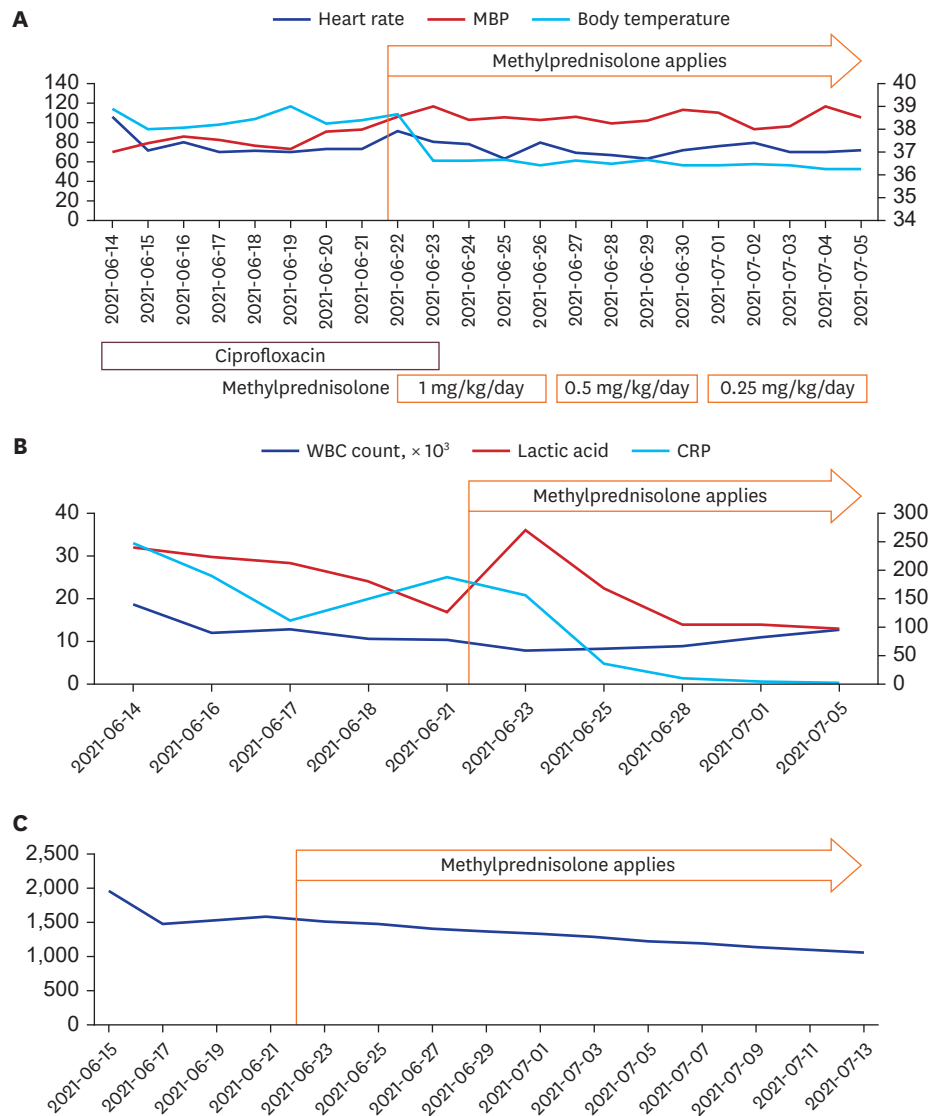 A
Heart rate MBP Body temperature
Methylprednisolone applies
140 40
120 39
100 38
80 37
60 36
40 37
20 35
0 34
2021-06-14 2021-06-15 2021-06-16 2021-06-17 2021-06-18 2021-06-19 2021-06-20 2021-06-21 2021-06-22 2021-06-23 2021-06-24 2021-06-25 2021-06-26 2021-06-27 2021-06-28 2021-06-29 2021-06-30 2021-07-01 2021-07-02 2021-07-03 2021-07-04 2021-07-05
Ciprofloxacin
Methylprednisolone 1 mg/kg/day 0.5 mg/kg/day 0.25 mg/kg/day
B
WBC count, × 10³ Lactic acid CRP
Methylprednisolone applies
40 300
250
30 200
20 150
100
10 50
0 0
2021-06-14 2021-06-16 2021-06-17 2021-06-18 2021-06-21 2021-06-23 2021-06-25 2021-06-28 2021-07-01 2021-07-05
C
Methylprednisolone applies
2,500
2,000
1,500
1,000
500
0
2021-06-15 2021-06-17 2021-06-19 2021-06-21 2021-06-23 2021-06-25 2021-06-27 2021-06-29 2021-07-01 2021-07-03 2021-07-05 2021-07-07 2021-07-09 2021-07-11 2021-07-13